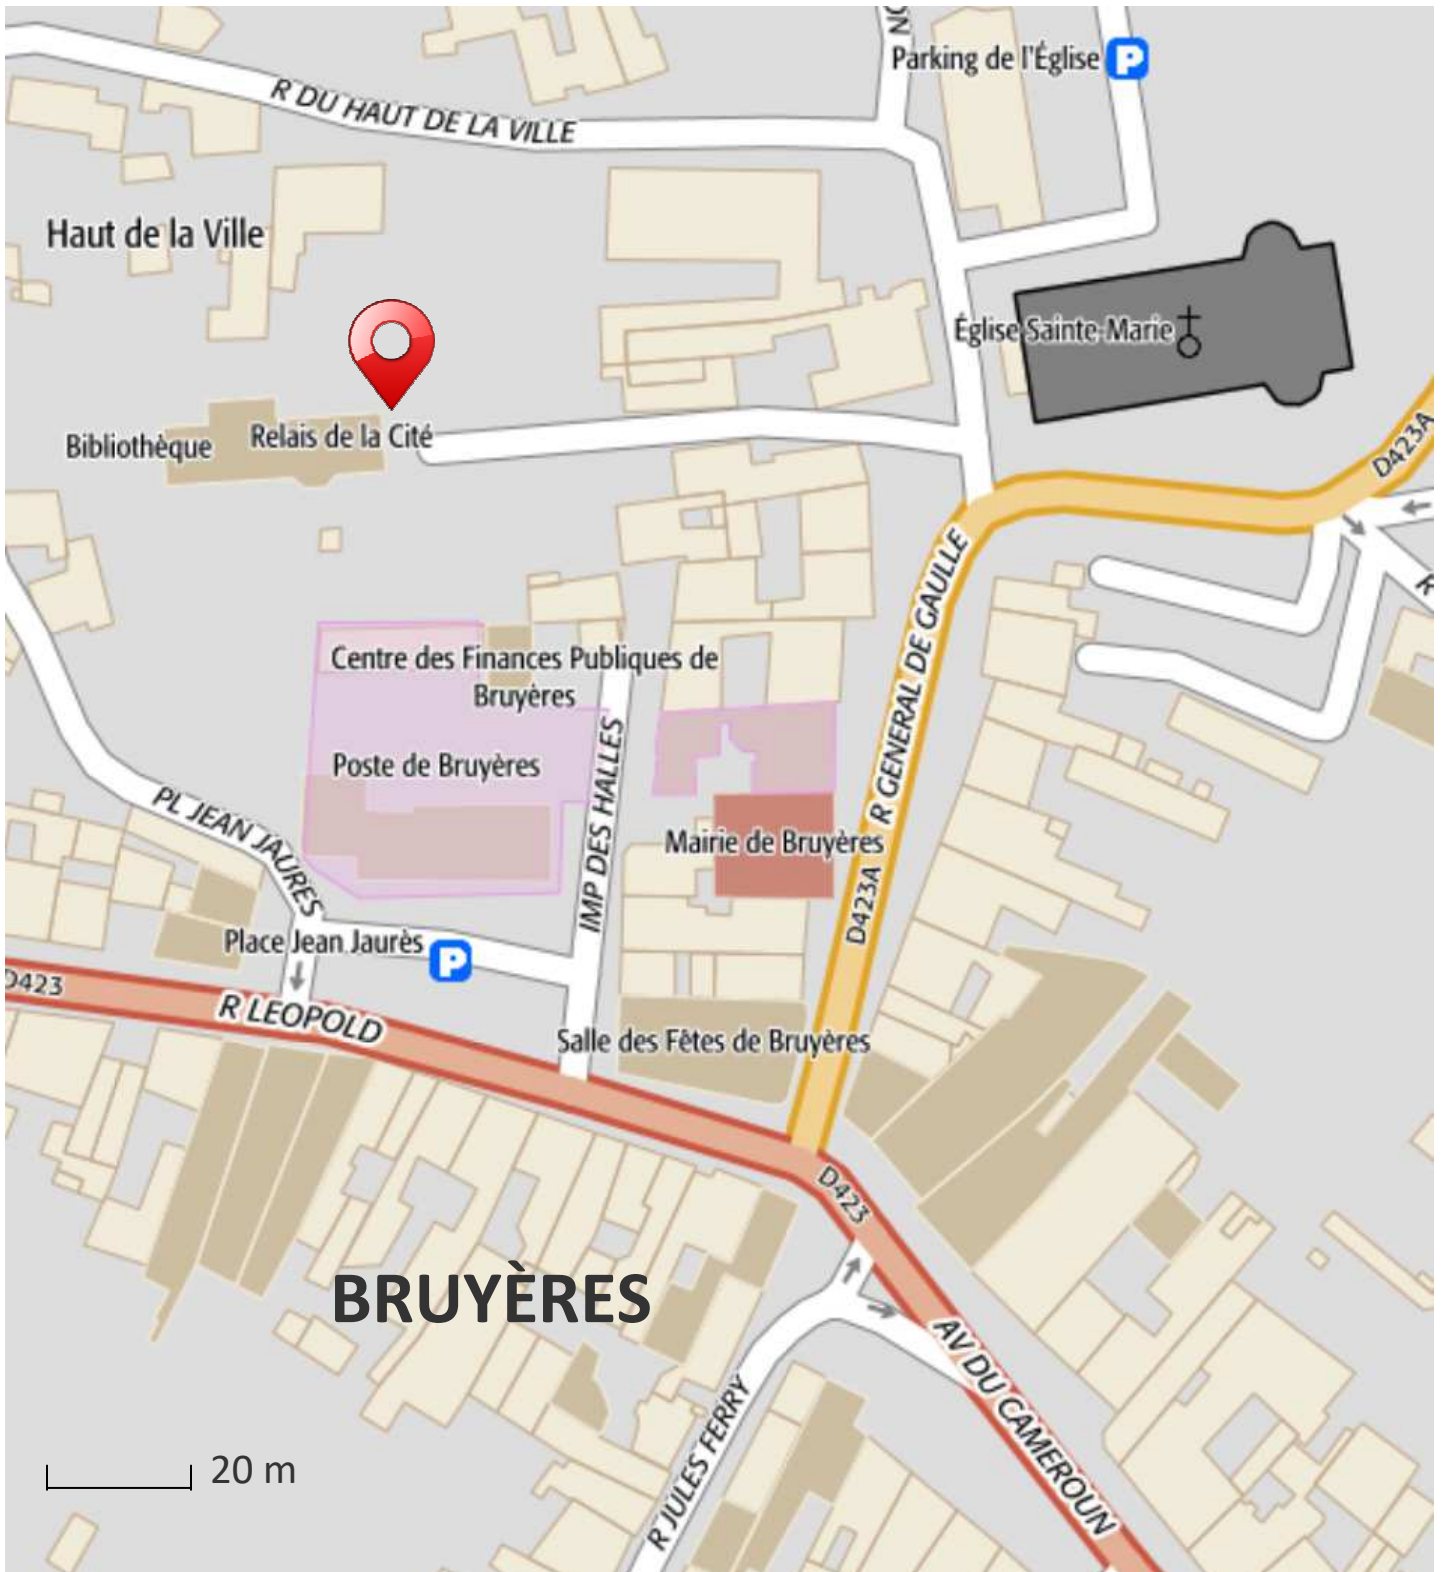 Parking de l'Église
P
R DU HAUT DE LA VILLE
Haut de la Ville
Église Sainte-Marie
Bibliothèque
Relais de la Cité
D423A
R GENERAL DE GAULLE
Centre des Finances Publiques de
Bruyères
Poste de Bruyères
IMP DES HALLES
PL JEAN JAURES
Mairie de Bruyères
D423A
Place Jean Jaurès
P
D423
R LEOPOLD
Salle des Fêtes de Bruyères
D423
BRUYÈRES
AV DU CAMEROUN
R JULES FERRY
20 m